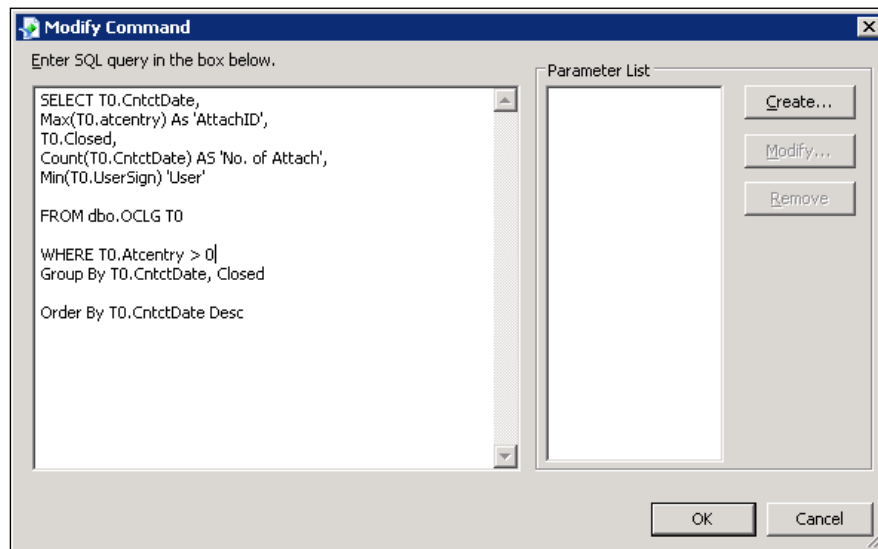 Modify Command
Enter SQL query in the box below.
SELECT T0.CntctDate,
Max(T0.atcentry) As 'AttachID',
T0.Closed,
Count(T0.CntctDate) AS 'No. of Attach',
Min(T0.UserSign) 'User'
FROM dbo.OCLG T0
WHERE T0.Atcentry > 0
Group By T0.CntctDate, Closed
Order By T0.CntctDate Desc
Parameter List
Create...
Modify...
Remove
OK
Cancel